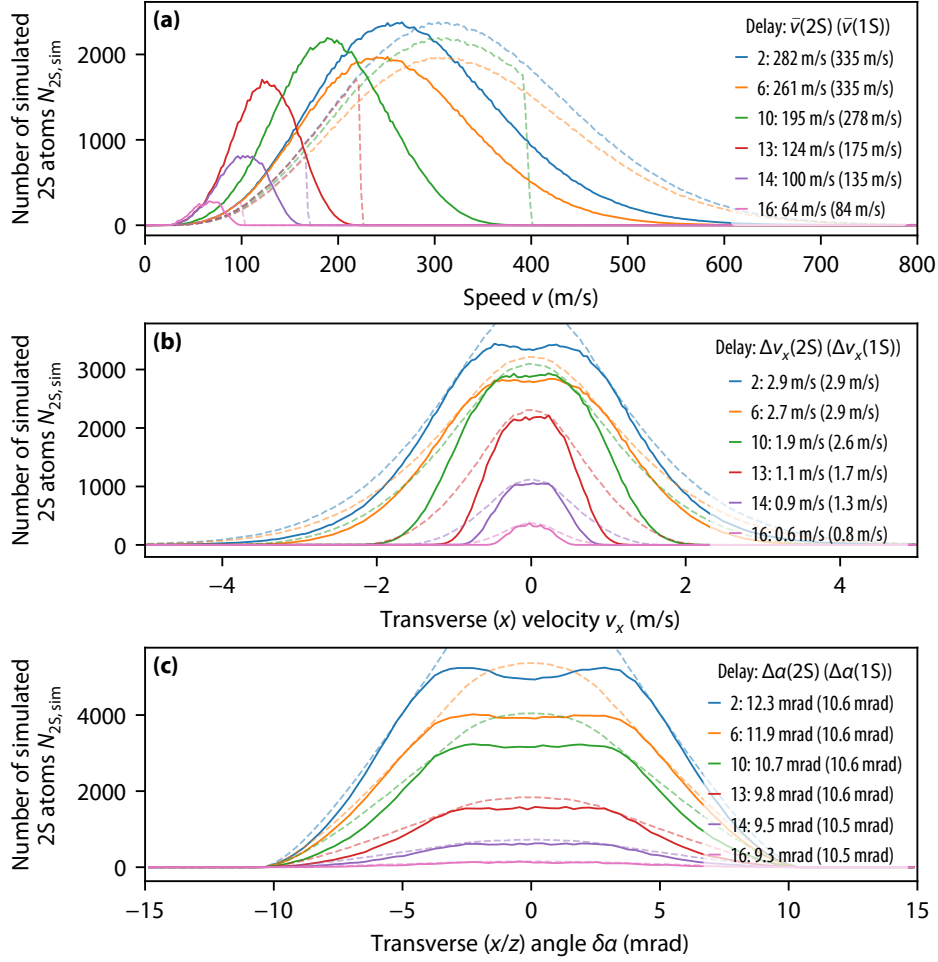 (a)
Number of simulated
2S atoms N2S, sim
2000
1000
0
Delay: v̄(2S) (v̄(1S))
2: 282 m/s (335 m/s)
6: 261 m/s (335 m/s)
10: 195 m/s (278 m/s)
13: 124 m/s (175 m/s)
14: 100 m/s (135 m/s)
16: 64 m/s (84 m/s)
0 100 200 300 400 500 600 700 800
Speed v (m/s)
(b)
Number of simulated
2S atoms N2S, sim
3000
2000
1000
0
Delay: Δvx(2S) (Δvx(1S))
2: 2.9 m/s (2.9 m/s)
6: 2.7 m/s (2.9 m/s)
10: 1.9 m/s (2.6 m/s)
13: 1.1 m/s (1.7 m/s)
14: 0.9 m/s (1.3 m/s)
16: 0.6 m/s (0.8 m/s)
−4 −2 0 2 4
Transverse (x) velocity vx (m/s)
(c)
Number of simulated
2S atoms N2S, sim
4000
2000
0
Delay: Δα(2S) (Δα(1S))
2: 12.3 mrad (10.6 mrad)
6: 11.9 mrad (10.6 mrad)
10: 10.7 mrad (10.6 mrad)
13: 9.8 mrad (10.6 mrad)
14: 9.5 mrad (10.5 mrad)
16: 9.3 mrad (10.5 mrad)
−15 −10 −5 0 5 10 15
Transverse (x/z) angle δα (mrad)